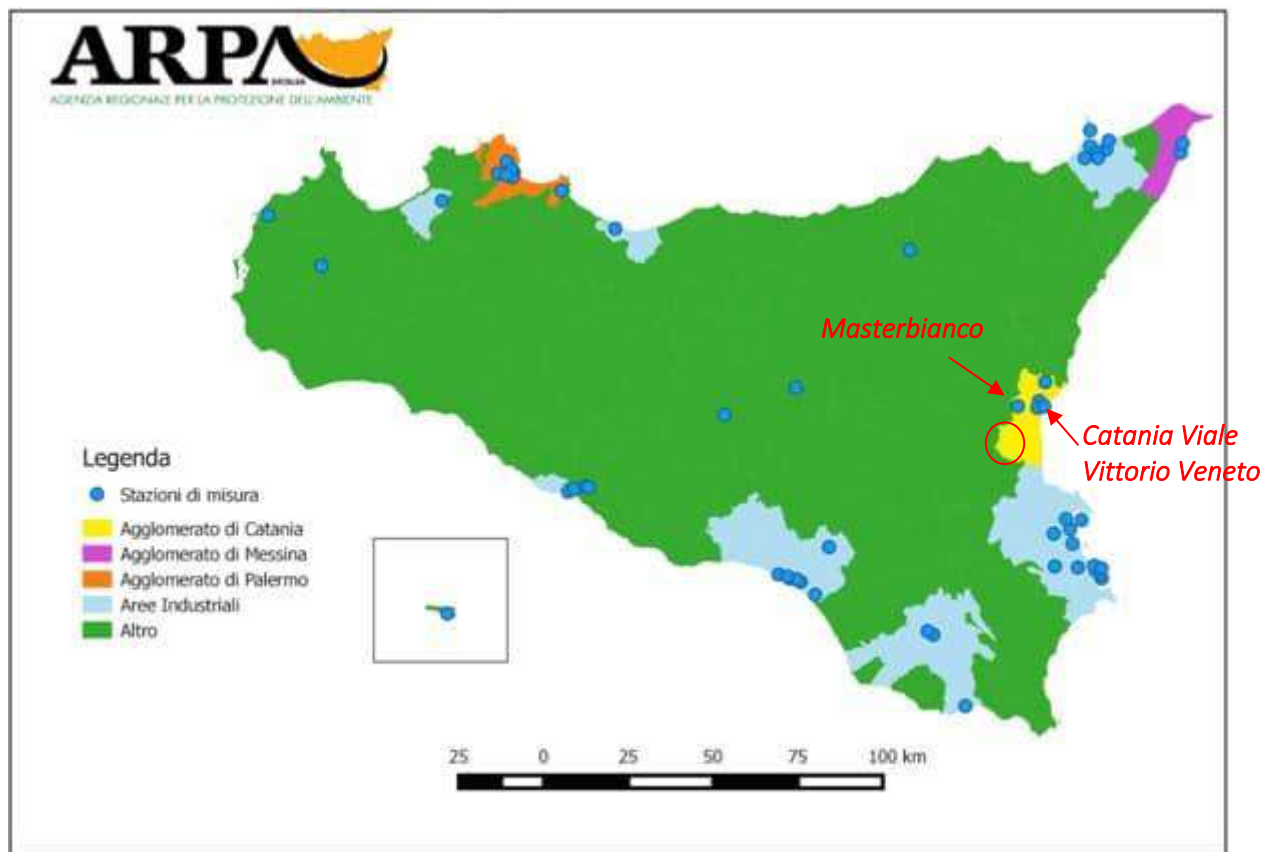 ARPA
SICILIA
AGENZIA REGIONALE PER LA PROTEZIONE DELL'AMBIENTE
Masterbianco
Catania Viale
Vittorio Veneto
Legenda
Stazioni di misura
Agglomerato di Catania
Agglomerato di Messina
Agglomerato di Palermo
Aree Industriali
Altro
25 0 25 50 75 100 km